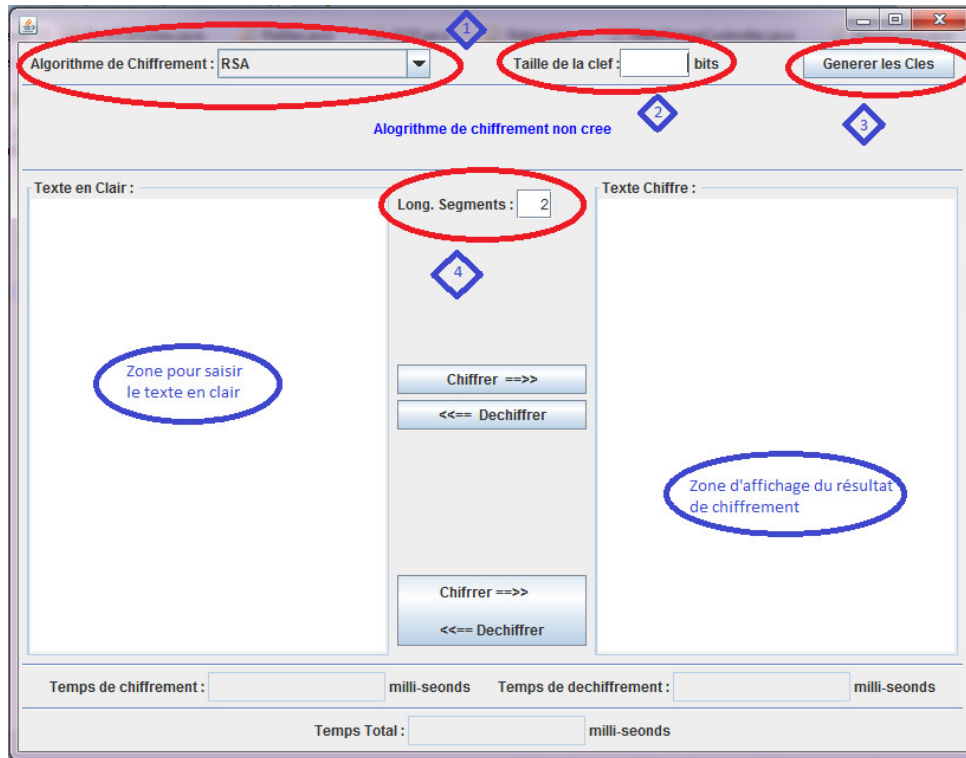 1
Algorithme de Chiffrement : RSA
Taille de la clef : bits
Generer les Cles
2
3
Alogrithme de chiffrement non cree
Texte en Clair :
Long. Segments : 2
Texte Chiffre :
4
Zone pour saisir
le texte en clair
Chiffrer ==>>
<<== Dechiffrer
Zone d'affichage du résultat
de chiffrement
Chifrrer ==>>
<<== Dechiffrer
Temps de chiffrement : milli-seonds
Temps de dechiffrement : milli-seonds
Temps Total : milli-seonds